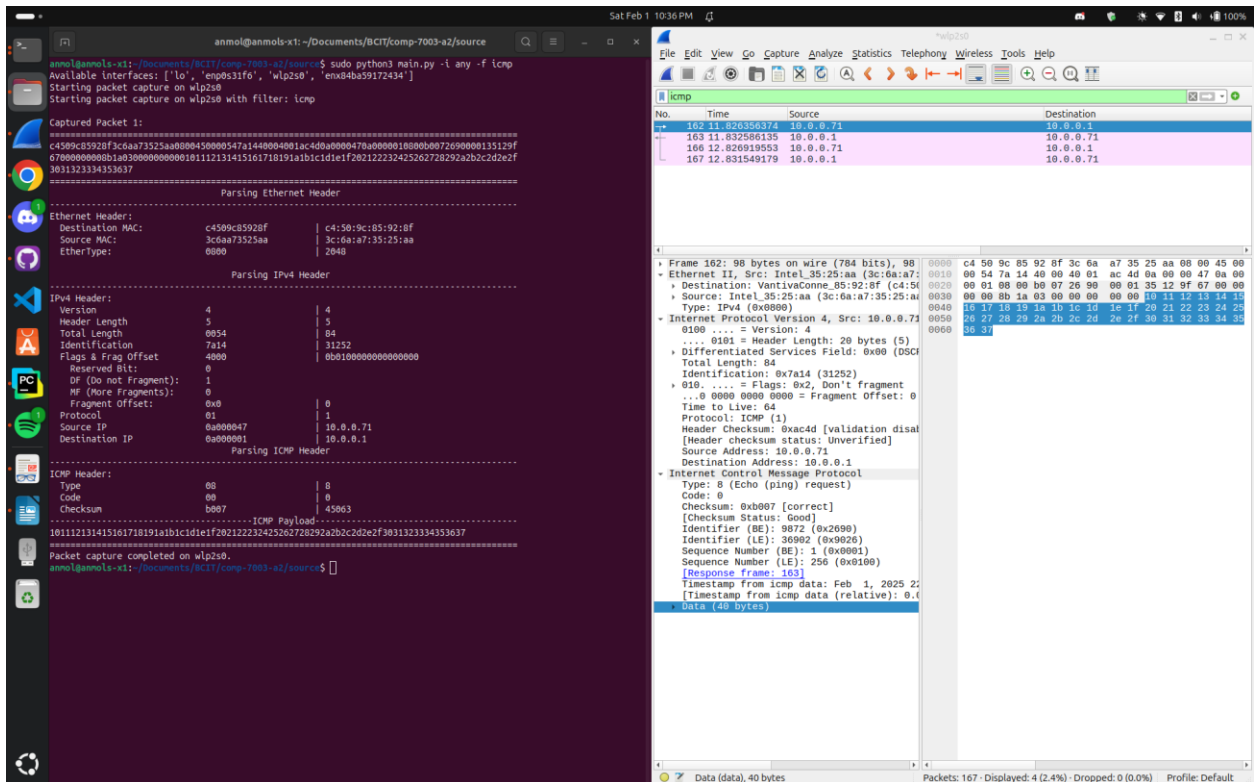 Sat Feb 1 10:36 PM
100%
anmol@anmols-x1: ~/Documents/BCIT/comp-7003-a2/source
anmol@anmols-x1:~/Documents/BCIT/comp-7003-a2/source$ sudo python3 main.py -i any -f icmp
Available interfaces: ['lo', 'enp0s31f6', 'wlp2s0', 'enx84ba59172434']
Starting packet capture on wlp2s0
Starting packet capture on wlp2s0 with filter: icmp
Captured Packet 1:
c4509c85928f3c6aa73525aa0800450000547a1440004001ac4d0a0000470a0000010800b0072690000135129f
67000000008b1a030000000000101112131415161718191a1b1c1d1e1f202122232425262728292a2b2c2d2e2f
3031323334353637
Parsing Ethernet Header
Ethernet Header:
Destination MAC: c4509c85928f | c4:50:9c:85:92:8f
Source MAC: 3c6aa73525aa | 3c:6a:a7:35:25:aa
EtherType: 0800 | 2048
Parsing IPv4 Header
IPv4 Header:
Version 4 | 4
Header Length 5 | 5
Total Length 0054 | 84
Identification 7a14 | 31252
Flags & Frag Offset 4000 | 0b0100000000000000
Reserved Bit: 0
DF (Do not Fragment): 1
MF (More Fragments): 0
Fragment Offset: 0x0 | 0
Protocol 01 | 1
Source IP 0a000047 | 10.0.0.71
Destination IP 0a000001 | 10.0.0.1
Parsing ICMP Header
ICMP Header:
Type 08 | 8
Code 00 | 0
Checksum b007 | 45063
ICMP Payload
101112131415161718191a1b1c1d1e1f202122232425262728292a2b2c2d2e2f3031323334353637
Packet capture completed on wlp2s0.
anmol@anmols-x1:~/Documents/BCIT/comp-7003-a2/source$
*wlp2s0
File Edit View Go Capture Analyze Statistics Telephony Wireless Tools Help
icmp
No. Time Source Destination
162 11.826356374 10.0.0.71 10.0.0.1
163 11.832586135 10.0.0.1 10.0.0.71
166 12.826919553 10.0.0.71 10.0.0.1
167 12.831549179 10.0.0.1 10.0.0.71
Frame 162: 98 bytes on wire (784 bits), 98
Ethernet II, Src: Intel_35:25:aa (3c:6a:a7:
Destination: VantivaConne_85:92:8f (c4:50
Source: Intel_35:25:aa (3c:6a:a7:35:25:aa
Type: IPv4 (0x0800)
Internet Protocol Version 4, Src: 10.0.0.71
0100 .... = Version: 4
.... 0101 = Header Length: 20 bytes (5)
Differentiated Services Field: 0x00 (DSCP
Total Length: 84
Identification: 0x7a14 (31252)
010. .... = Flags: 0x2, Don't fragment
...0 0000 0000 0000 = Fragment Offset: 0
Time to Live: 64
Protocol: ICMP (1)
Header Checksum: 0xac4d [validation disab
[Header checksum status: Unverified]
Source Address: 10.0.0.71
Destination Address: 10.0.0.1
Internet Control Message Protocol
Type: 8 (Echo (ping) request)
Code: 0
Checksum: 0xb007 [correct]
[Checksum Status: Good]
Identifier (BE): 9872 (0x2690)
Identifier (LE): 36902 (0x9026)
Sequence Number (BE): 1 (0x0001)
Sequence Number (LE): 256 (0x0100)
[Response frame: 163]
Timestamp from icmp data: Feb 1, 2025 22
[Timestamp from icmp data (relative): 0.0
Data (40 bytes)
0000 c4 50 9c 85 92 8f 3c 6a a7 35 25 aa 08 00 45 00
0010 00 54 7a 14 40 00 40 01 ac 4d 0a 00 00 47 0a 00
0020 00 01 08 00 b0 07 26 90 00 01 35 12 9f 67 00 00
0030 00 00 8b 1a 03 00 00 00 00 00 10 11 12 13 14 15
0040 16 17 18 19 1a 1b 1c 1d 1e 1f 20 21 22 23 24 25
0050 26 27 28 29 2a 2b 2c 2d 2e 2f 30 31 32 33 34 35
0060 36 37
Data (data), 40 bytes
Packets: 167 · Displayed: 4 (2.4%) · Dropped: 0 (0.0%)
Profile: Default